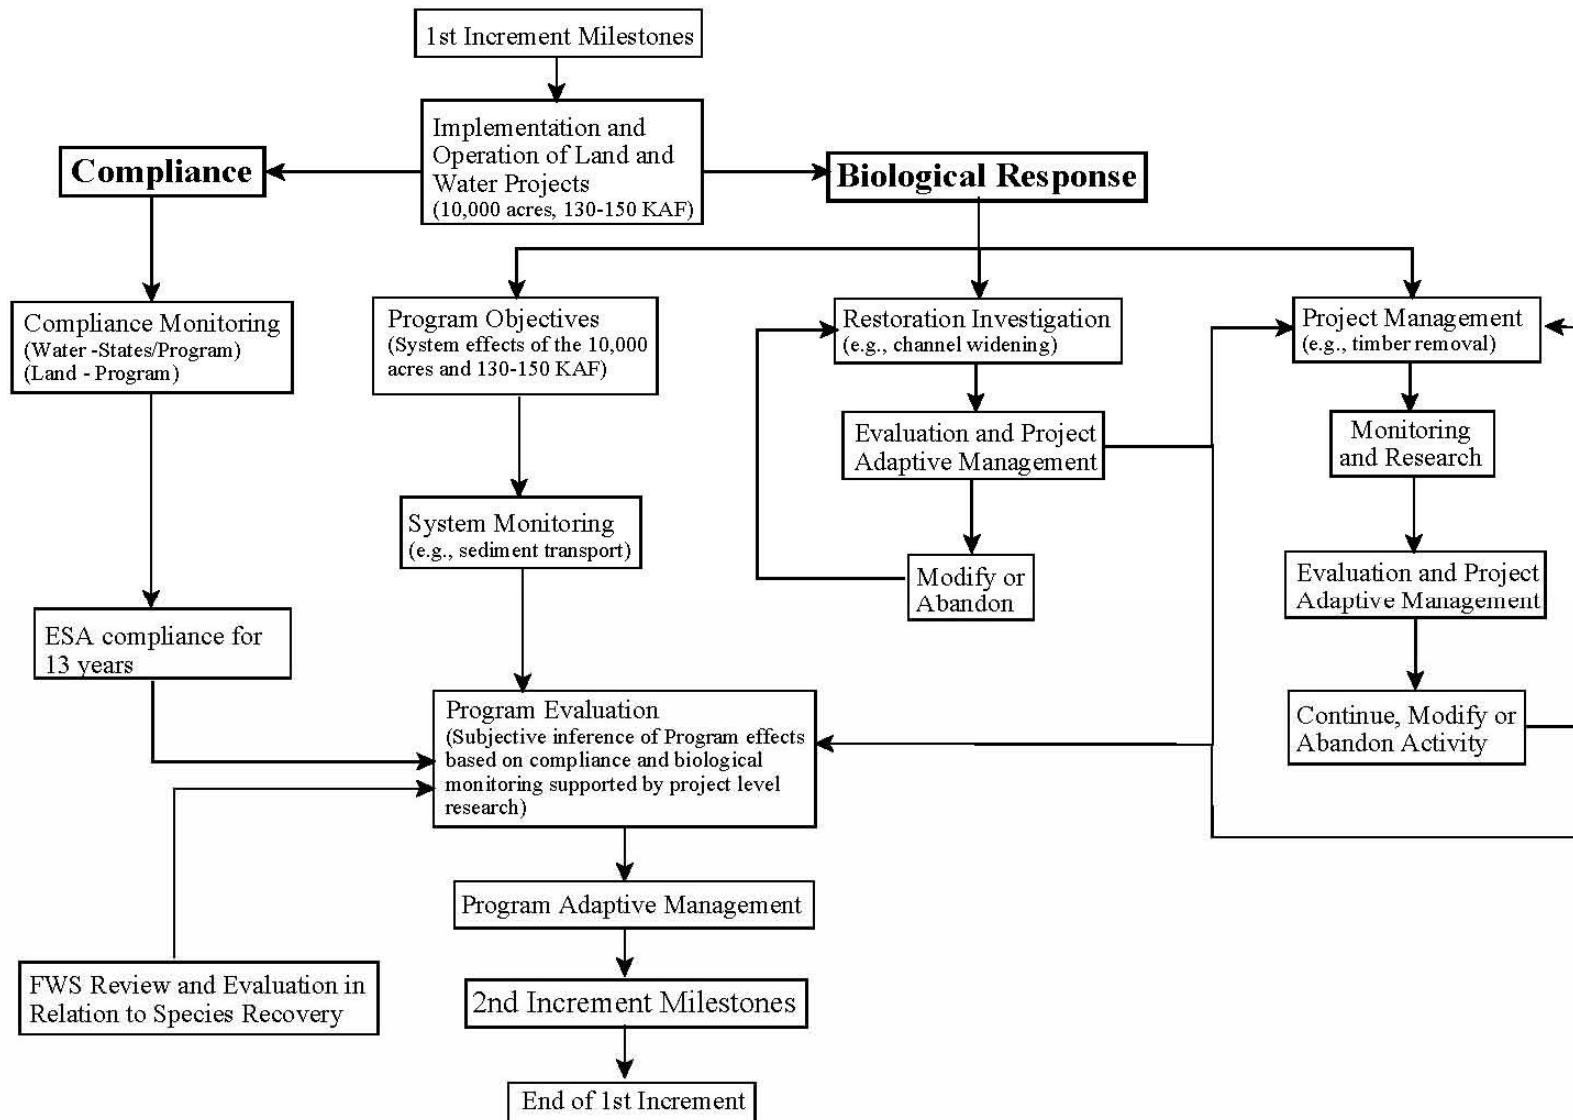 1st Increment Milestones
Implementation and
Operation of Land and
Water Projects
(10,000 acres, 130-150 KAF)
Compliance
Biological Response
Compliance Monitoring
(Water -States/Program)
(Land - Program)
Program Objectives
(System effects of the 10,000
acres and 130-150 KAF)
Restoration Investigation
(e.g., channel widening)
Project Management
(e.g., timber removal)
Evaluation and Project
Adaptive Management
Monitoring
and Research
System Monitoring
(e.g., sediment transport)
Modify or
Abandon
Evaluation and Project
Adaptive Management
ESA compliance for
13 years
Program Evaluation
(Subjective inference of Program effects
based on compliance and biological
monitoring supported by project level
research)
Continue, Modify or
Abandon Activity
Program Adaptive Management
FWS Review and Evaluation in
Relation to Species Recovery
2nd Increment Milestones
End of 1st Increment